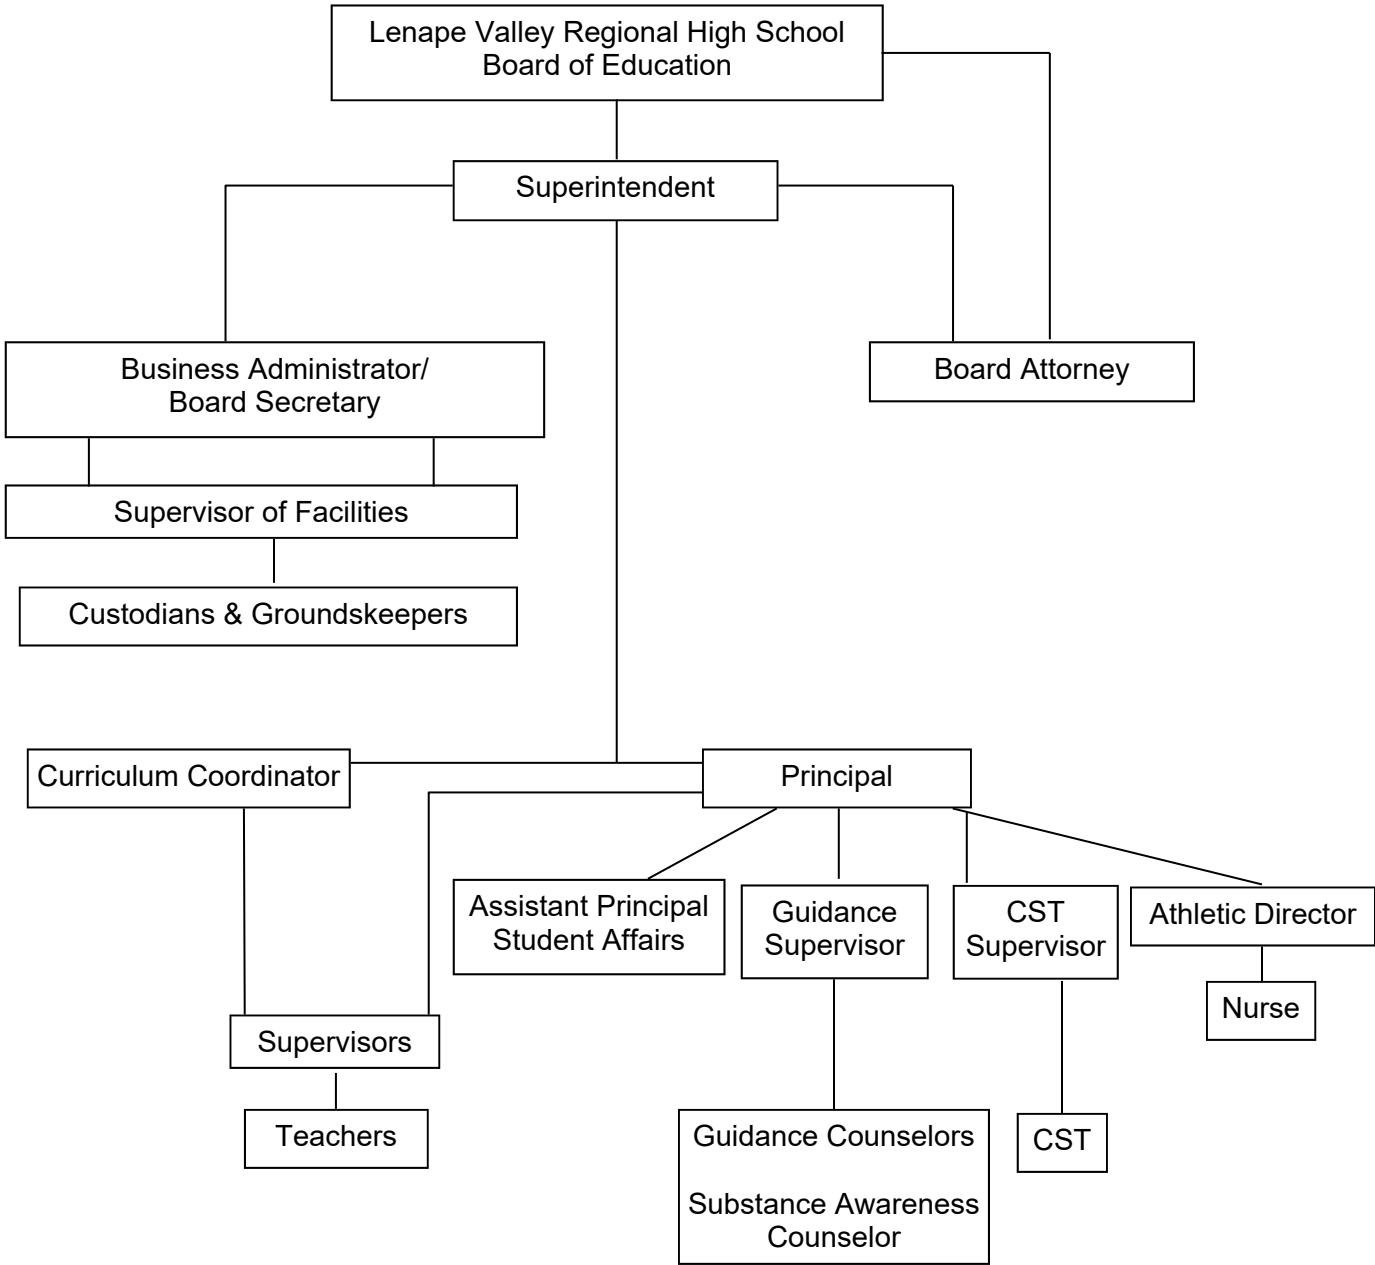 Lenape Valley Regional High School
Board of Education
Superintendent
Business Administrator/
Board Secretary
Board Attorney
Supervisor of Facilities
Custodians & Groundskeepers
Curriculum Coordinator
Principal
Assistant Principal
Student Affairs
Guidance
Supervisor
CST
Supervisor
Athletic Director
Nurse
Supervisors
Teachers
Guidance Counselors
Substance Awareness
Counselor
CST